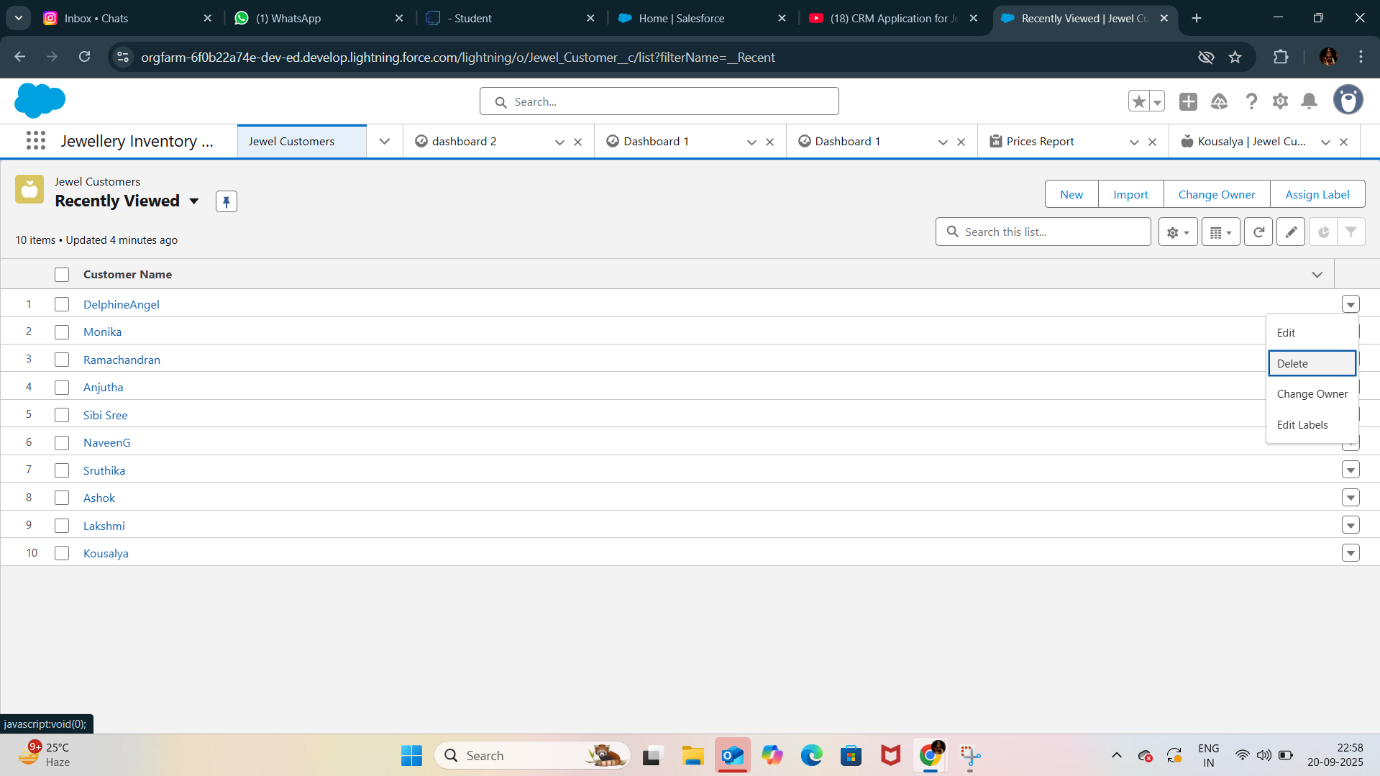 Inbox • Chats
(1) WhatsApp
- Student
Home | Salesforce
(18) CRM Application for Je
Recently Viewed | Jewel Cu
orgfarm-6f0b22a74e-dev-ed.develop.lightning.force.com/lightning/o/Jewel_Customer__c/list?filterName=__Recent
Search...
Jewellery Inventory ...
Jewel Customers
dashboard 2
Dashboard 1
Dashboard 1
Prices Report
Kousalya | Jewel Cu...
Jewel Customers
Recently Viewed
New
Import
Change Owner
Assign Label
10 items • Updated 4 minutes ago
Search this list...
Customer Name
1 DelphineAngel
2 Monika
3 Ramachandran
4 Anjutha
5 Sibi Sree
6 NaveenG
7 Sruthika
8 Ashok
9 Lakshmi
10 Kousalya
Edit
Delete
Change Owner
Edit Labels
javascript:void(0);
9+
25°C
Haze
Search
ENG
IN
22:58
20-09-2025